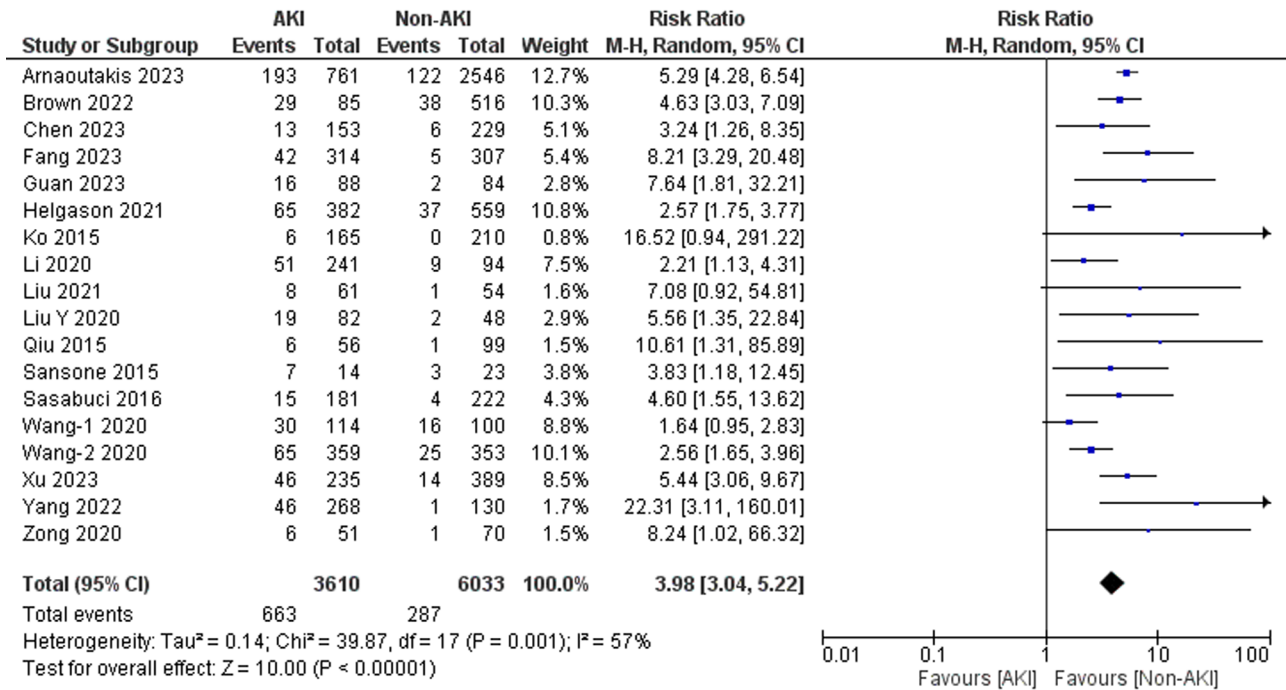 AKI Non-AKI Risk Ratio Risk Ratio
Study or Subgroup Events Total Events Total Weight M-H, Random, 95% CI M-H, Random, 95% CI
Arnaoutakis 2023 193 761 122 2546 12.7% 5.29 [4.28, 6.54]
Brown 2022 29 85 38 516 10.3% 4.63 [3.03, 7.09]
Chen 2023 13 153 6 229 5.1% 3.24 [1.26, 8.35]
Fang 2023 42 314 5 307 5.4% 8.21 [3.29, 20.48]
Guan 2023 16 88 2 84 2.8% 7.64 [1.81, 32.21]
Helgason 2021 65 382 37 559 10.8% 2.57 [1.75, 3.77]
Ko 2015 6 165 0 210 0.8% 16.52 [0.94, 291.22]
Li 2020 51 241 9 94 7.5% 2.21 [1.13, 4.31]
Liu 2021 8 61 1 54 1.6% 7.08 [0.92, 54.81]
Liu Y 2020 19 82 2 48 2.9% 5.56 [1.35, 22.84]
Qiu 2015 6 56 1 99 1.5% 10.61 [1.31, 85.89]
Sansone 2015 7 14 3 23 3.8% 3.83 [1.18, 12.45]
Sasabuci 2016 15 181 4 222 4.3% 4.60 [1.55, 13.62]
Wang-1 2020 30 114 16 100 8.8% 1.64 [0.95, 2.83]
Wang-2 2020 65 359 25 353 10.1% 2.56 [1.65, 3.96]
Xu 2023 46 235 14 389 8.5% 5.44 [3.06, 9.67]
Yang 2022 46 268 1 130 1.7% 22.31 [3.11, 160.01]
Zong 2020 6 51 1 70 1.5% 8.24 [1.02, 66.32]
Total (95% CI) 3610 6033 100.0% 3.98 [3.04, 5.22]
Total events 663 287
Heterogeneity: Tau² = 0.14; Chi² = 39.87, df = 17 (P = 0.001); I² = 57%
Test for overall effect: Z = 10.00 (P < 0.00001)
0.01 0.1 1 10 100
Favours [AKI] Favours [Non-AKI]